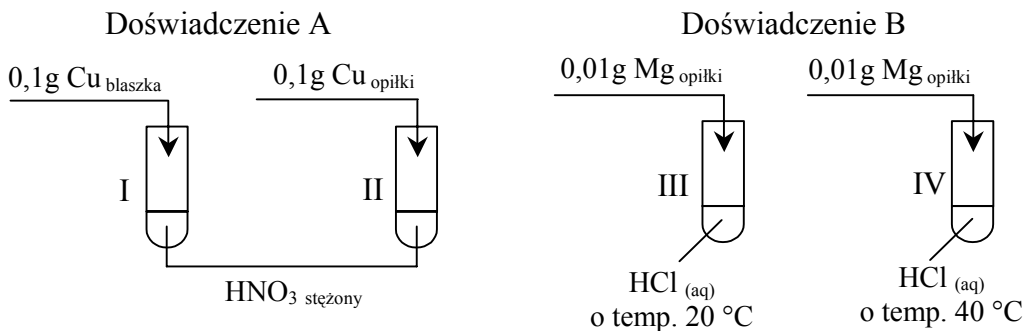 Doświadczenie A
Doświadczenie B
0,1g Cu blaszka
0,1g Cu opiłki
0,01g Mg opiłki
0,01g Mg opiłki
I
II
III
IV
HNO3 stężony
HCl (aq)
o temp. 20 °C
HCl (aq)
o temp. 40 °C